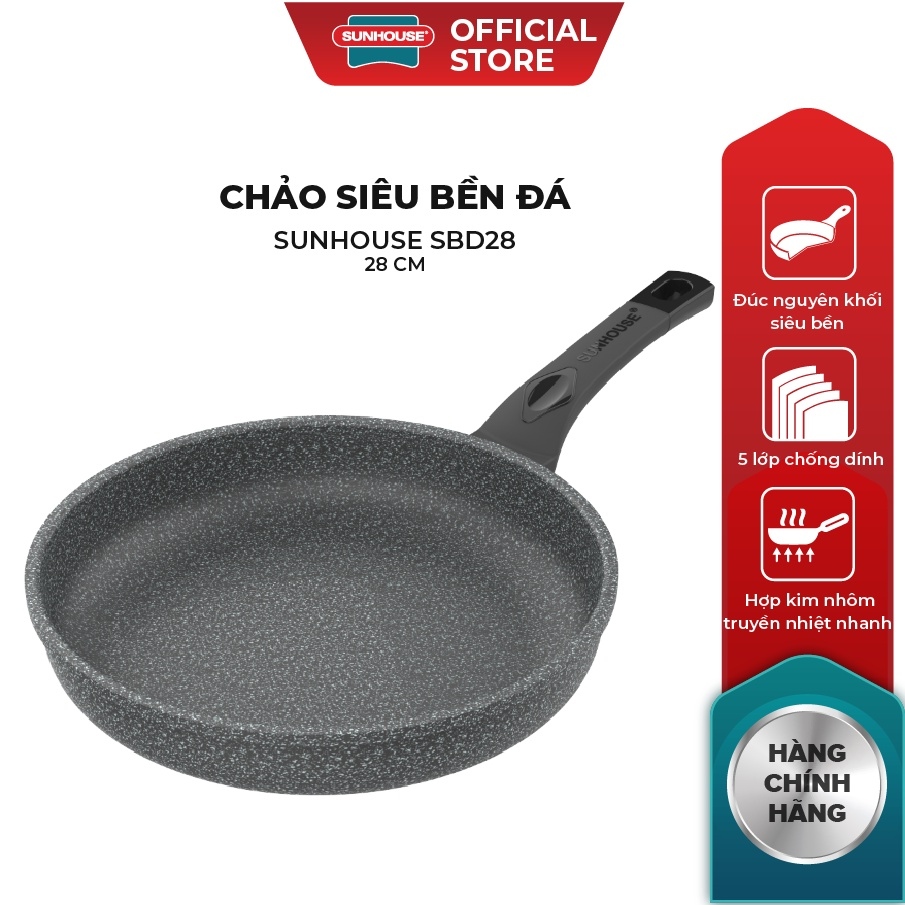 SUNHOUSE®
OFFICIAL
STORE
CHẢO SIÊU BỀN ĐÁ
SUNHOUSE SBD28
28 CM
SUNHOUSE®
Đúc nguyên khối
siêu bền
5 lớp chống dính
Hợp kim nhôm
truyền nhiệt nhanh
HÀNG
CHÍNH
HÃNG